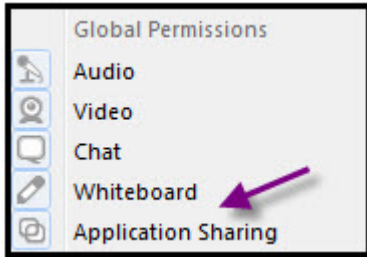 Global Permissions
Audio
Video
Chat
Whiteboard
Application Sharing